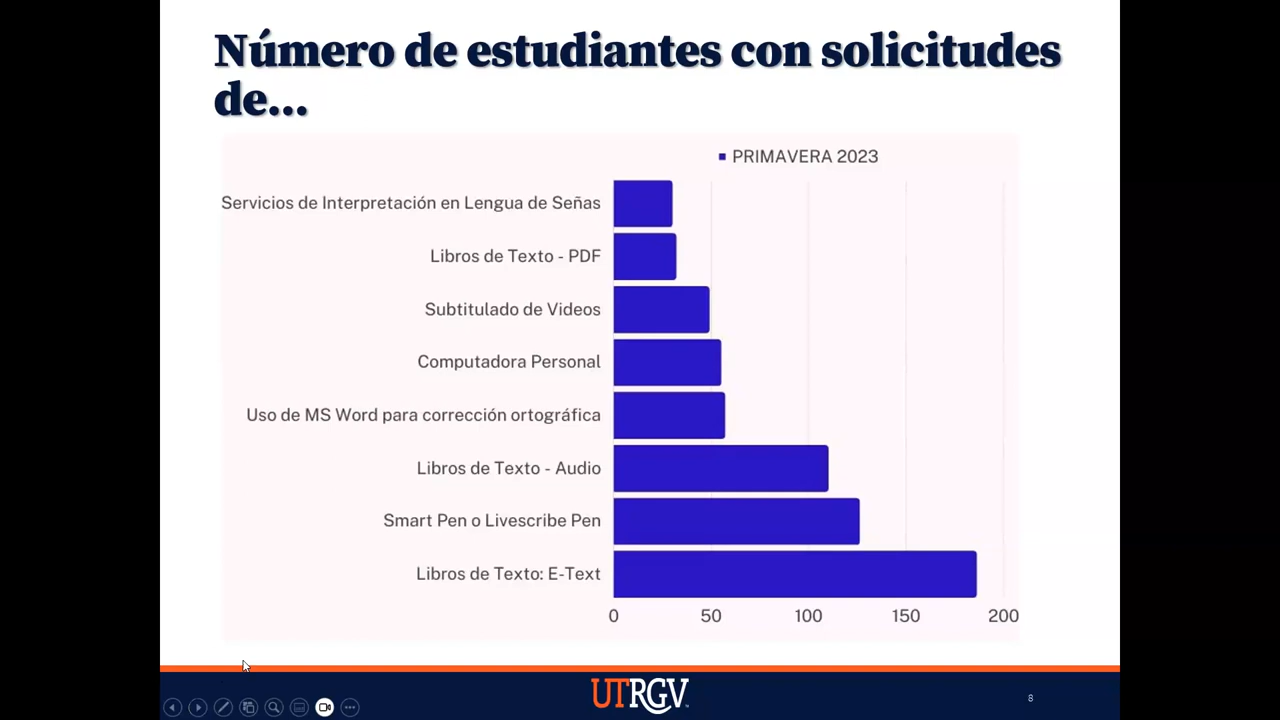 Número de estudiantes con solicitudes
de...
PRIMAVERA 2023
Servicios de Interpretación en Lengua de Señas
Libros de Texto - PDF
Subtitulado de Videos
Computadora Personal
Uso de MS Word para corrección ortográfica
Libros de Texto - Audio
Smart Pen o Livescribe Pen
Libros de Texto: E-Text
0 50 100 150 200
UTRGV
8